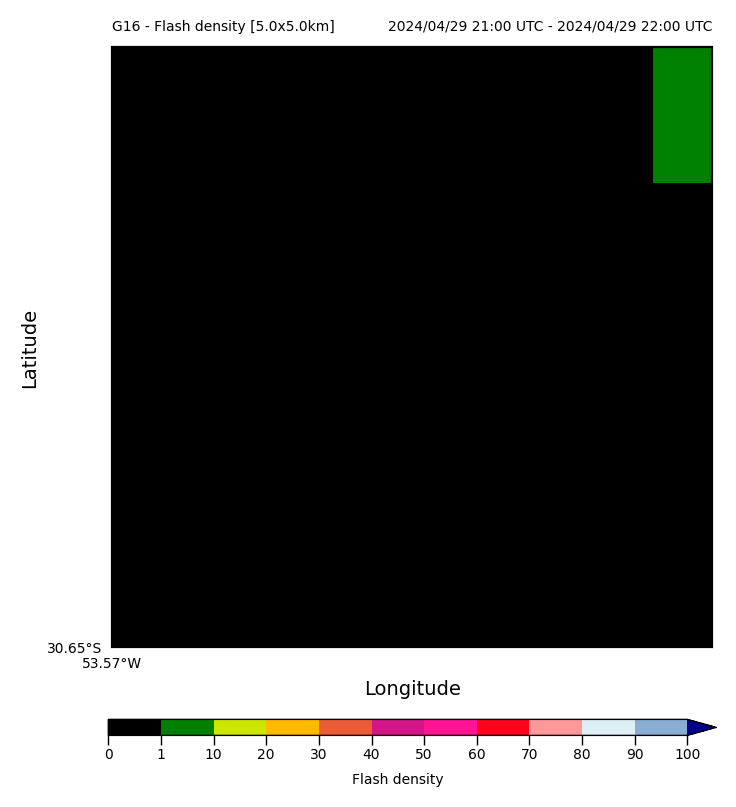 G16 - Flash density [5.0x5.0km] 2024/04/29 21:00 UTC - 2024/04/29 22:00 UTC
Latitude
30.65°S
53.57°W
Longitude
0 1 10 20 30 40 50 60 70 80 90 100
Flash density